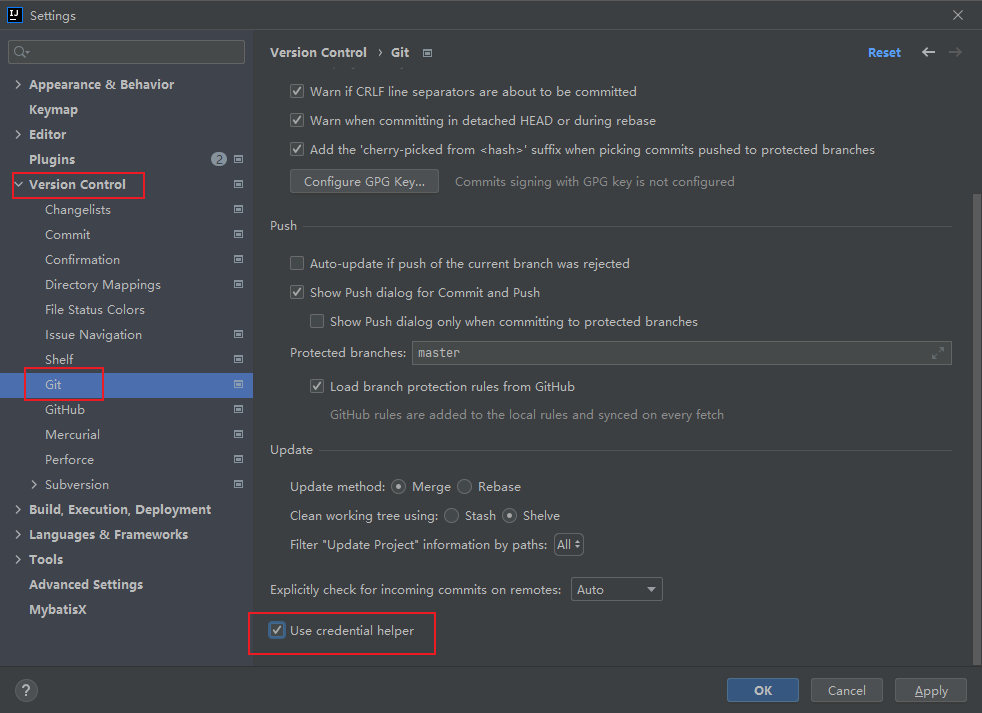 Settings
Version Control › Git
Reset
Appearance & Behavior
Keymap
Editor
Plugins
2
Version Control
Changelists
Commit
Confirmation
Directory Mappings
File Status Colors
Issue Navigation
Shelf
Git
GitHub
Mercurial
Perforce
Subversion
Build, Execution, Deployment
Languages & Frameworks
Tools
Advanced Settings
MybatisX
Warn if CRLF line separators are about to be committed
Warn when committing in detached HEAD or during rebase
Add the 'cherry-picked from <hash>' suffix when picking commits pushed to protected branches
Configure GPG Key... Commits signing with GPG key is not configured
Push
Auto-update if push of the current branch was rejected
Show Push dialog for Commit and Push
Show Push dialog only when committing to protected branches
Protected branches: master
Load branch protection rules from GitHub
GitHub rules are added to the local rules and synced on every fetch
Update
Update method: Merge Rebase
Clean working tree using: Stash Shelve
Filter "Update Project" information by paths: All
Explicitly check for incoming commits on remotes: Auto
Use credential helper
?
OK Cancel Apply